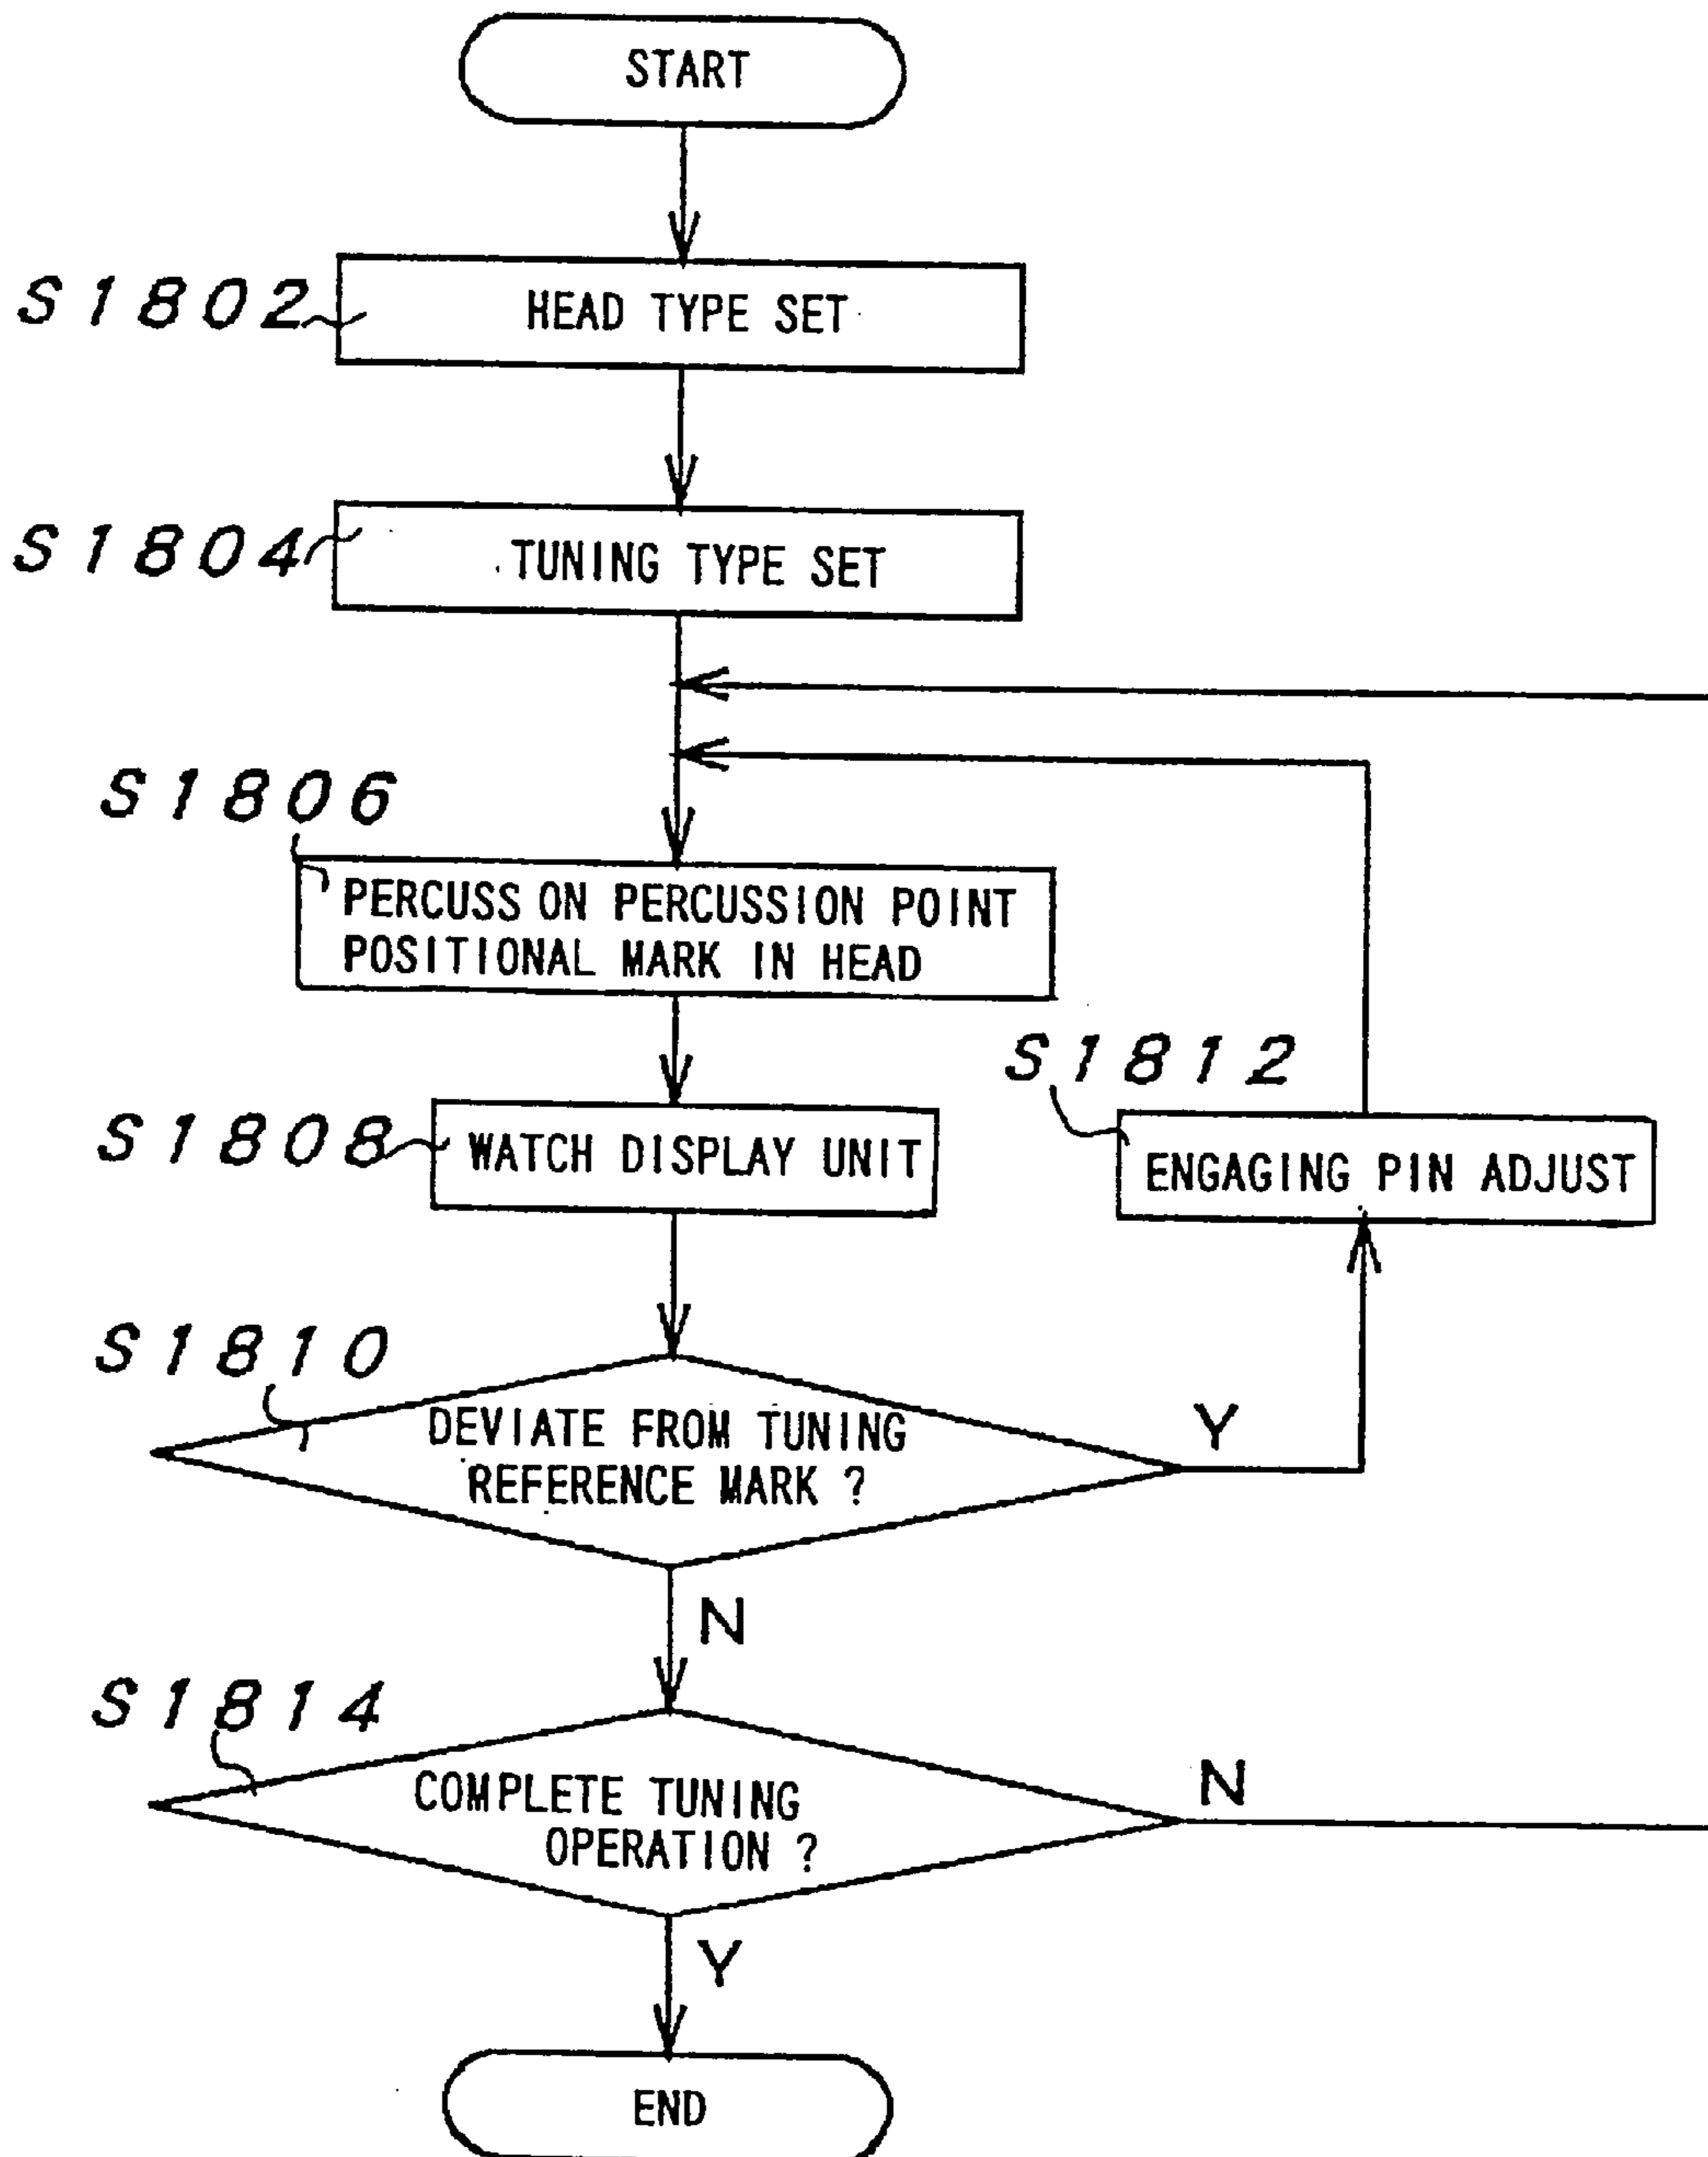 START
S1802
HEAD TYPE SET
S1804
TUNING TYPE SET
S1806
PERCUSS ON PERCUSSION POINT
POSITIONAL MARK IN HEAD
S1812
S1808
WATCH DISPLAY UNIT
ENGAGING PIN ADJUST
S1810
DEVIATE FROM TUNING
REFERENCE MARK ?
Y
N
S1814
COMPLETE TUNING
OPERATION ?
N
Y
END